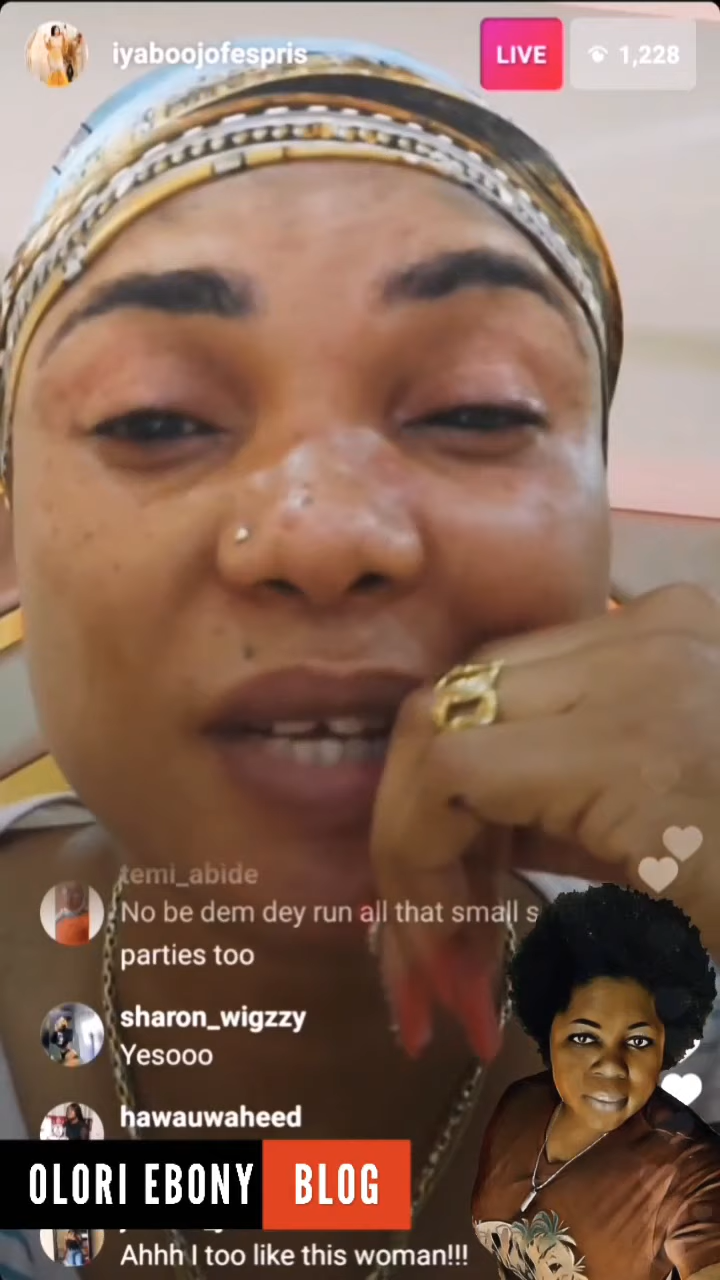 iyaboojofespris
LIVE
1,228
temi_abide
No be dem dey run all that small
parties too
sharon_wigzzy
Yesooo
hawauwaheed
OLORI EBONY BLOG
Ahhh I too like this woman!!!